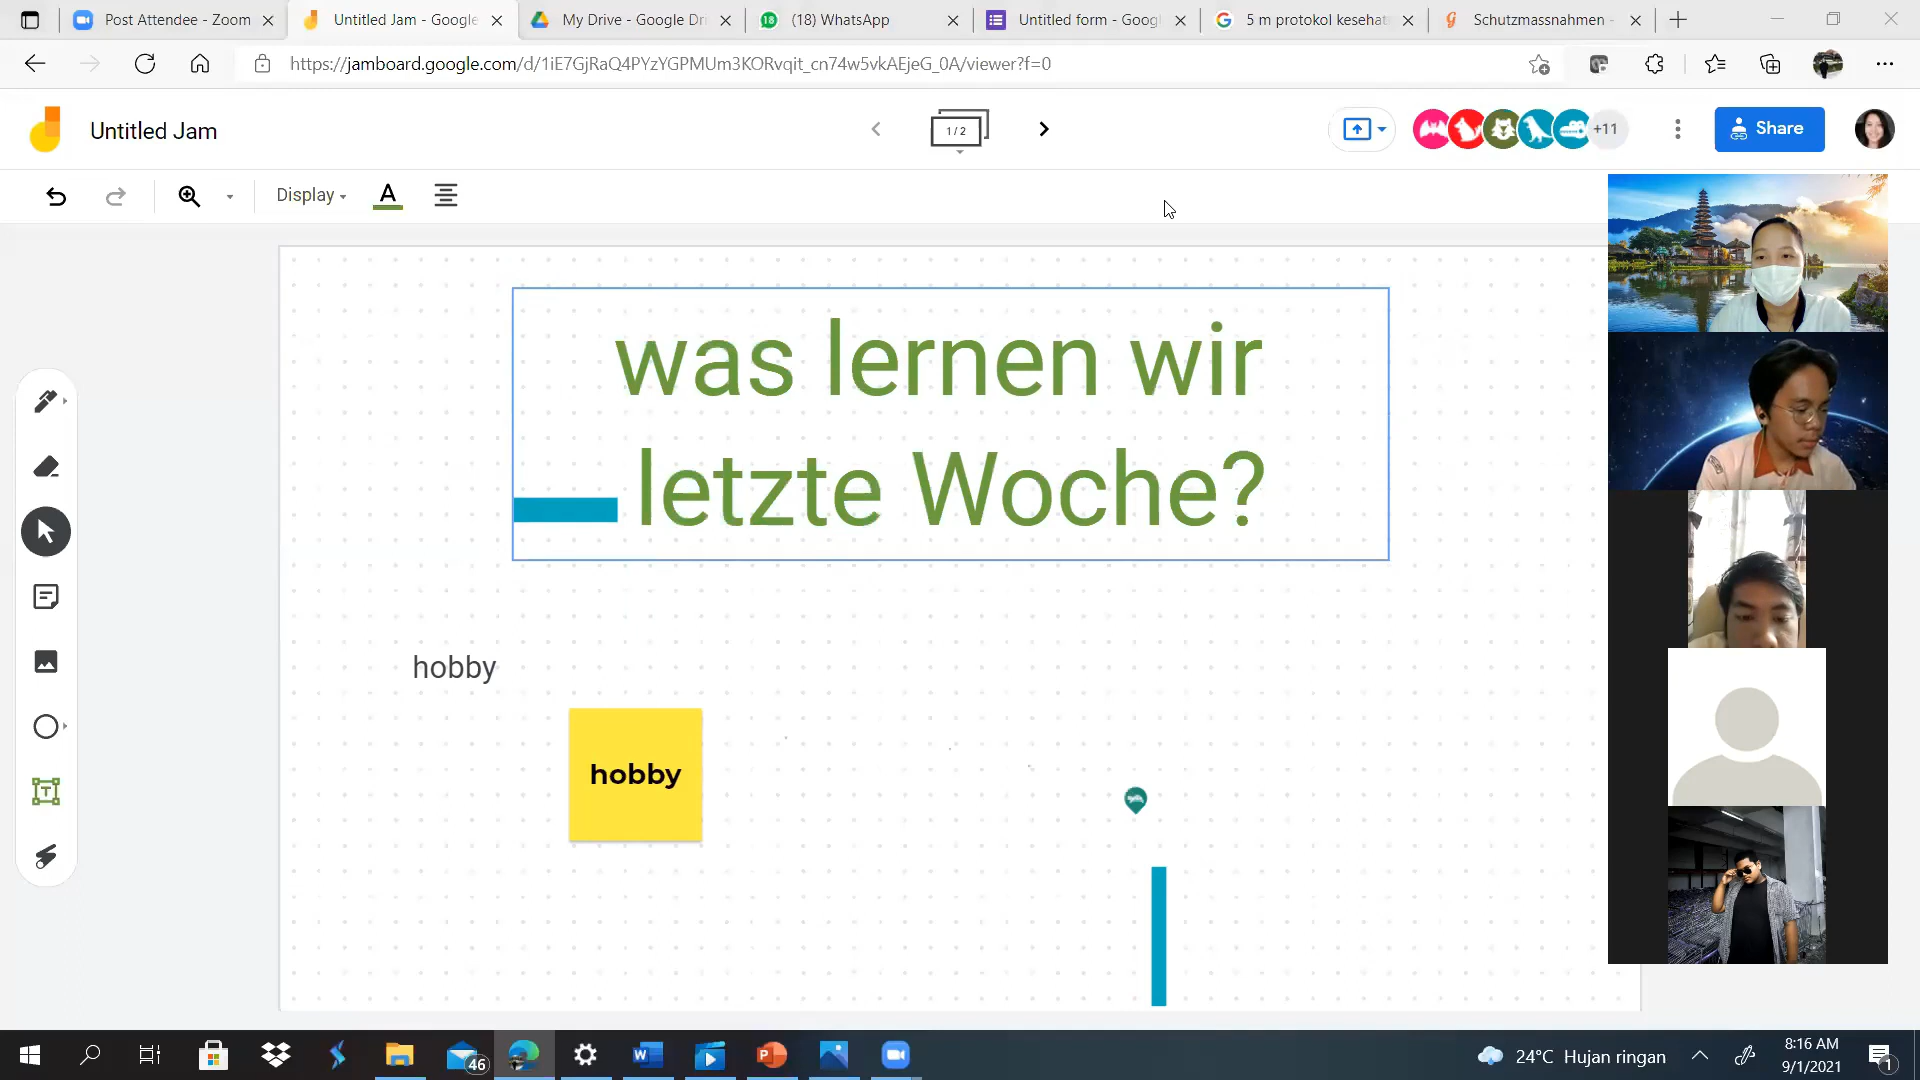 Post Attendee - Zoom
Untitled Jam - Google
My Drive - Google Dri
(18) WhatsApp
Untitled form - Googl
5 m protokol kesehat
Schutzmassnahmen -
https://jamboard.google.com/d/1iE7GjRaQ4PYzYGPMUm3KORvqit_cn74w5vkAEjeG_0A/viewer?f=0
Untitled Jam
1 / 2
+11
Share
Display
A
was lernen wir
letzte Woche?
hobby
hobby
46
24°C Hujan ringan
8:16 AM
9/1/2021
1